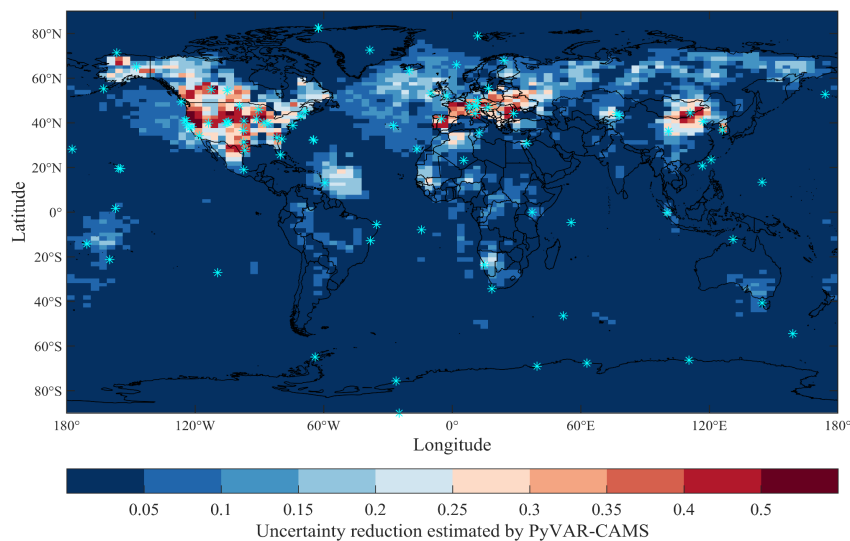 80°N
60°N
40°N
20°N
0°
20°S
40°S
60°S
80°S
Latitude
180° 120°W 60°W 0° 60°E 120°E 180°
Longitude
0.05 0.1 0.15 0.2 0.25 0.3 0.35 0.4 0.5
Uncertainty reduction estimated by PyVAR-CAMS